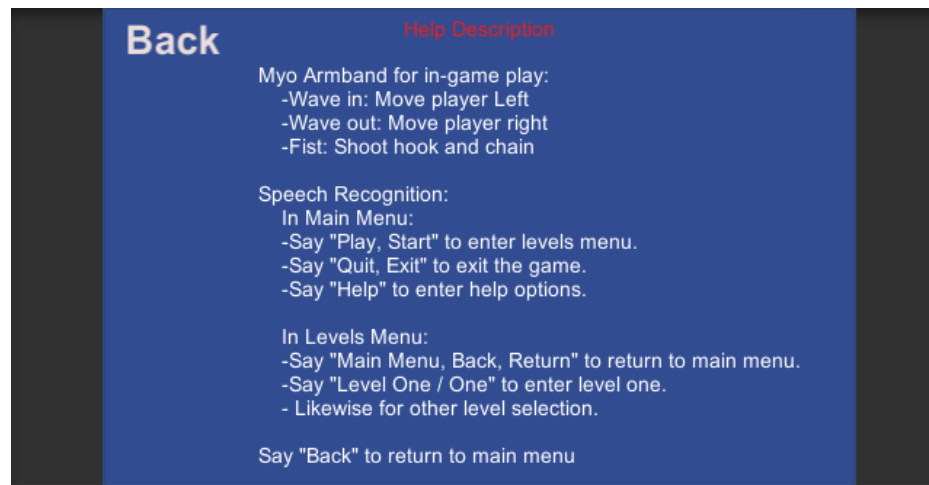 Back
Help Description
Myo Armband for in-game play:
-Wave in: Move player Left
-Wave out: Move player right
-Fist: Shoot hook and chain
Speech Recognition:
In Main Menu:
-Say "Play, Start" to enter levels menu.
-Say "Quit, Exit" to exit the game.
-Say "Help" to enter help options.
In Levels Menu:
-Say "Main Menu, Back, Return" to return to main menu.
-Say "Level One / One" to enter level one.
- Likewise for other level selection.
Say "Back" to return to main menu